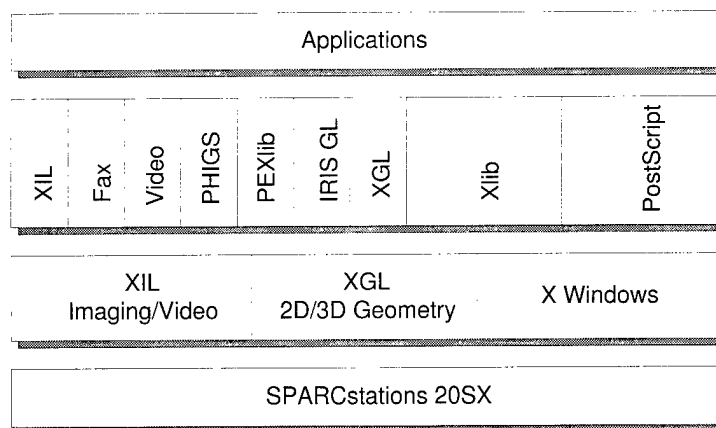 Applications
XIL
Fax
Video
PHIGS
PEXlib
IRIS GL
XGL
Xlib
PostScript
XIL
Imaging/Video
XGL
2D/3D Geometry
X Windows
SPARCstations 20SX